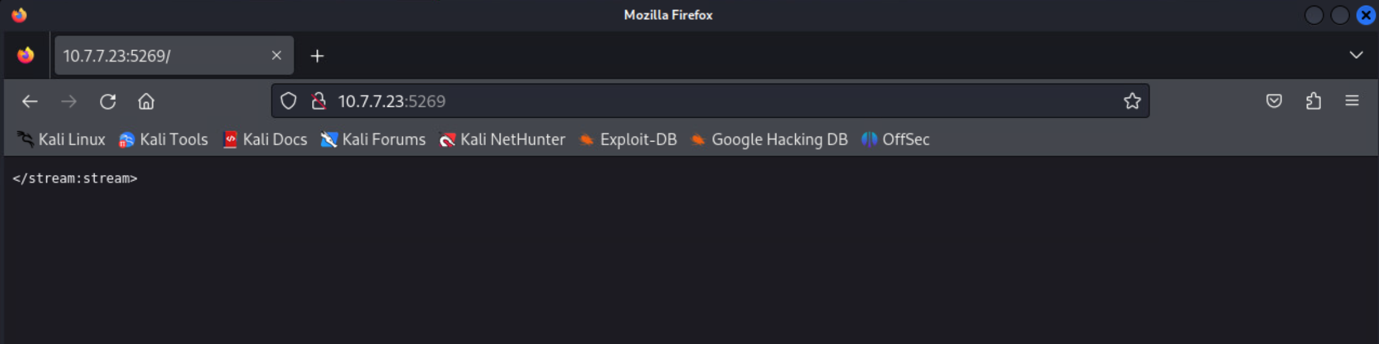 Mozilla Firefox
10.7.7.23:5269/
10.7.7.23:5269
Kali Linux Kali Tools Kali Docs Kali Forums Kali NetHunter Exploit-DB Google Hacking DB OffSec
</stream:stream>